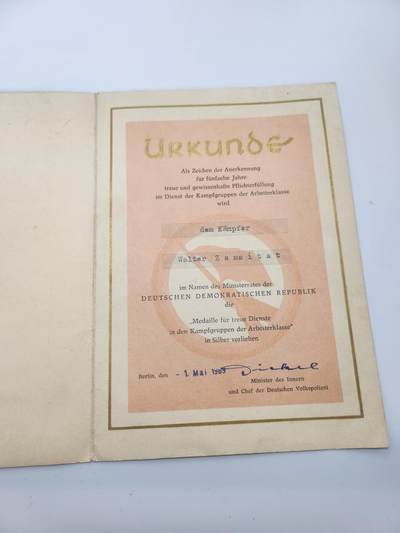 URKUNDE
Als Zeichen der Anerkennung
für fünfzehn Jahre
treue und gewissenhafte Pflichterfüllung
im Dienst der Kampfgruppen der Arbeiterklasse
wird
dem Kämpfer
Walter Zamsitat
im Namen des Ministerrates der
DEUTSCHEN DEMOKRATISCHEN REPUBLIK
die
„Medaille für treue Dienste
in den Kampfgruppen der Arbeiterklasse"
in Silber verliehen
Berlin, den - 1. Mai Dickel
Minister des Innern
und Chef der Deutschen Volkspolizei